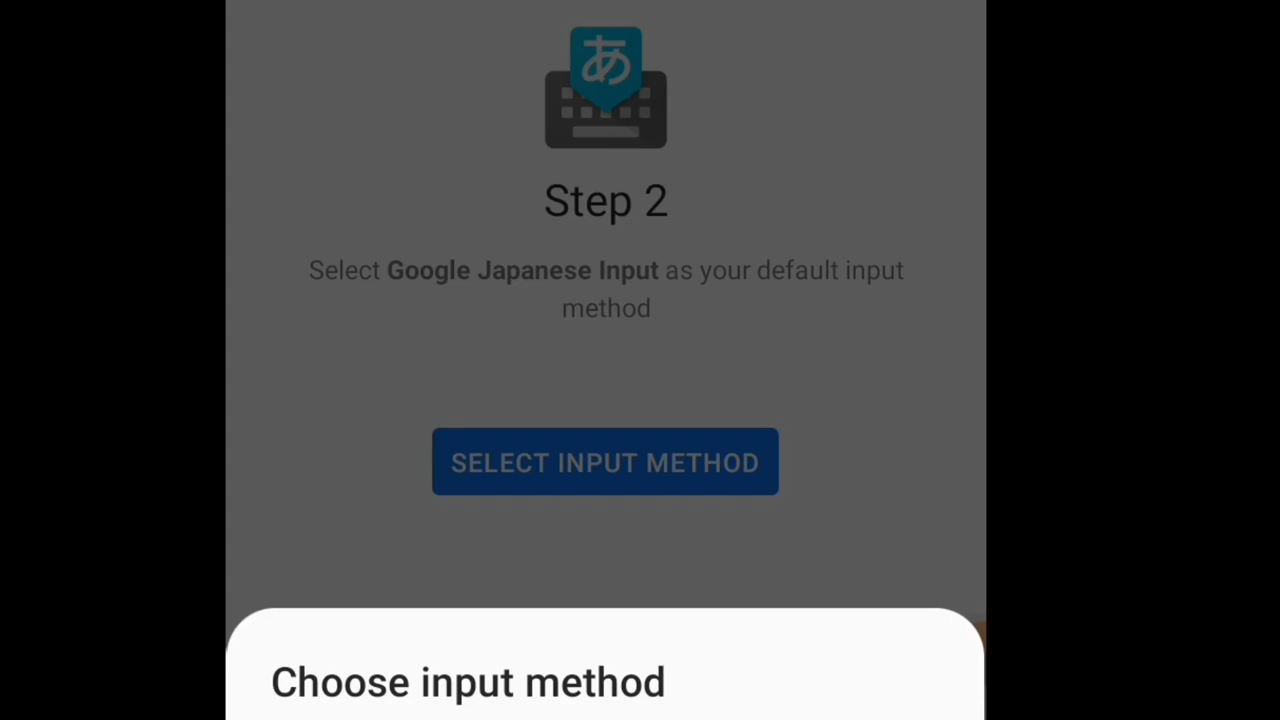 あ
Step 2
Select Google Japanese Input as your default input
method
SELECT INPUT METHOD
Choose input method